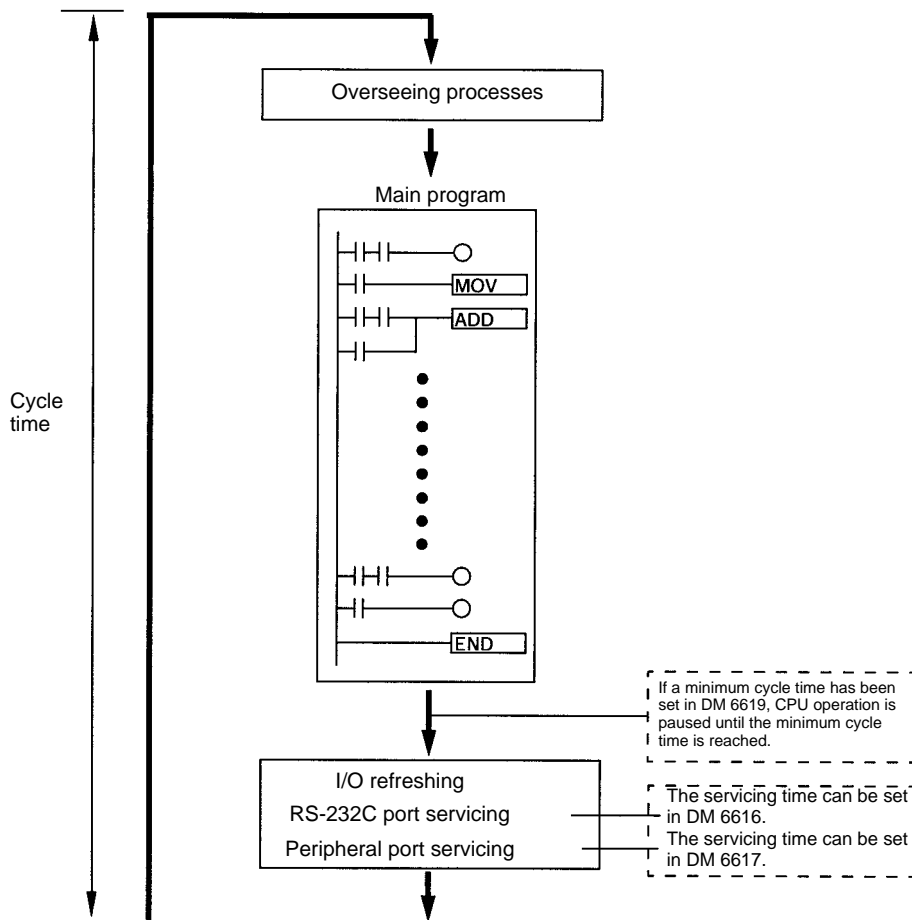 Overseeing processes
Main program
MOV
ADD
Cycle
time
END
If a minimum cycle time has been
set in DM 6619, CPU operation is
paused until the minimum cycle
time is reached.
I/O refreshing
RS-232C port servicing
Peripheral port servicing
The servicing time can be set
in DM 6616.
The servicing time can be set
in DM 6617.